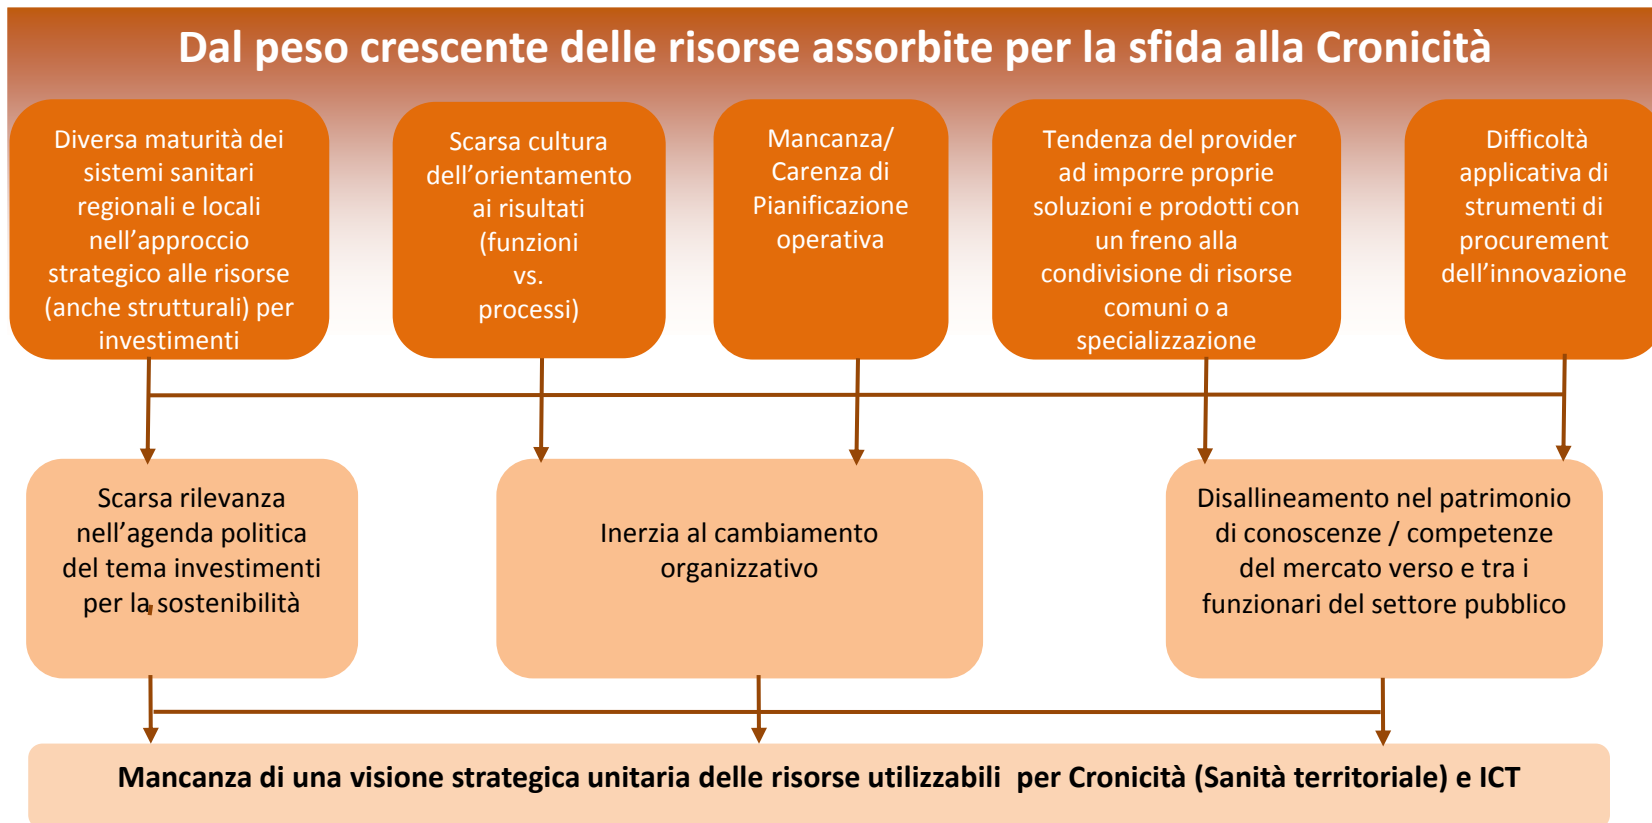 Dal peso crescente delle risorse assorbite per la sfida alla Cronicità
Diversa maturità dei
sistemi sanitari
regionali e locali
nell’approccio
strategico alle risorse
(anche strutturali) per
investimenti
Scarsa cultura
dell’orientamento
ai risultati
(funzioni
vs.
processi)
Mancanza/
Carenza di
Pianificazione
operativa
Tendenza del provider
ad imporre proprie
soluzioni e prodotti con
un freno alla
condivisione di risorse
comuni o a
specializzazione
Difficoltà
applicativa di
strumenti di
procurement
dell’innovazione
Scarsa rilevanza
nell’agenda politica
del tema investimenti
per la sostenibilità
Inerzia al cambiamento
organizzativo
Disallineamento nel patrimonio
di conoscenze / competenze
del mercato verso e tra i
funzionari del settore pubblico
Mancanza di una visione strategica unitaria delle risorse utilizzabili per Cronicità (Sanità territoriale) e ICT